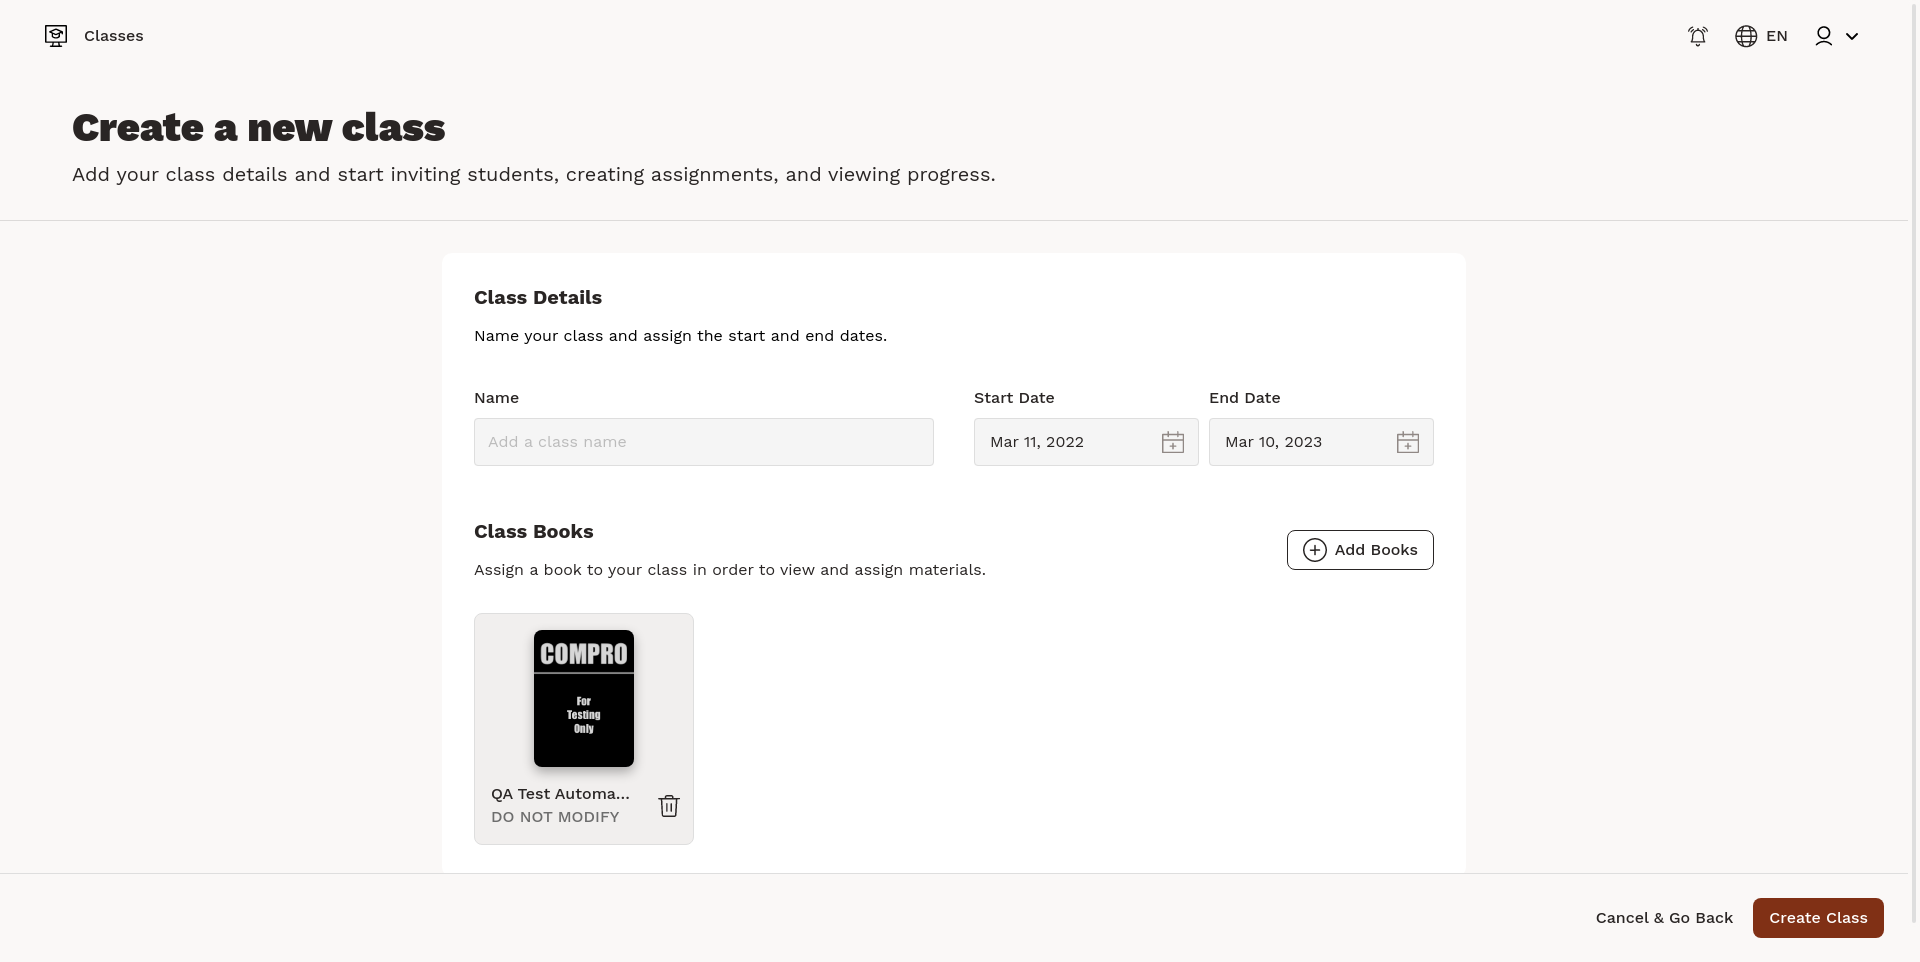 Classes
EN
Create a new class
Add your class details and start inviting students, creating assignments, and viewing progress.
Class Details
Name your class and assign the start and end dates.
Name
Start Date
End Date
Add a class name
Mar 11, 2022
Mar 10, 2023
Class Books
Add Books
Assign a book to your class in order to view and assign materials.
COMPRO
For
Testing
Only
QA Test Automa...
DO NOT MODIFY
Cancel & Go Back
Create Class